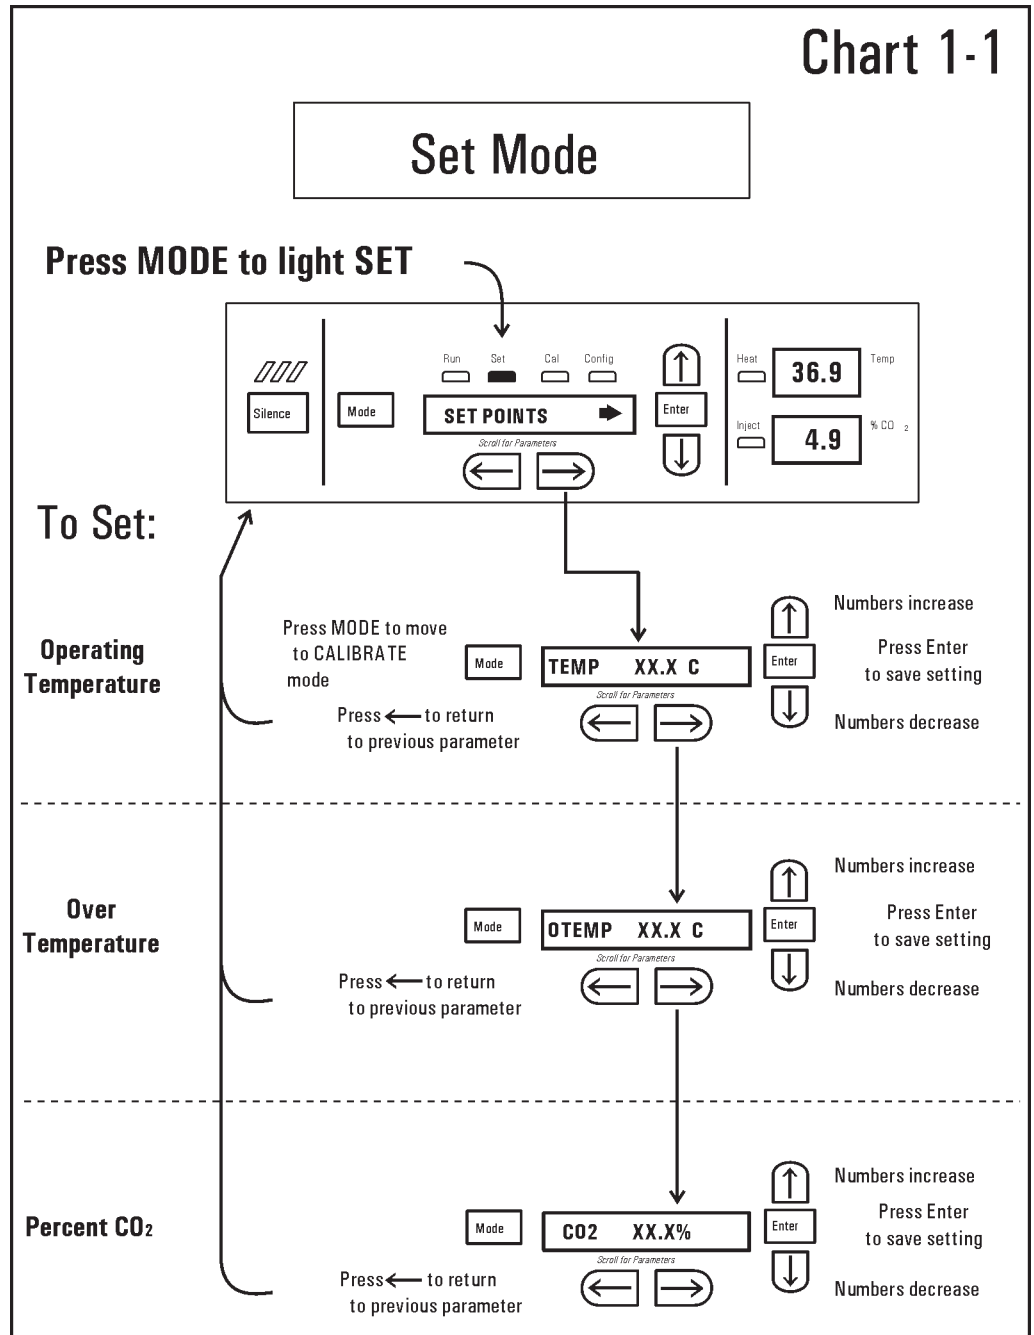 Chart 1-1
Set Mode
Press MODE to light SET
Run Set Cal Config
Heat 36.9 Temp
Silence
Mode
SET POINTS
Enter
Inject 4.9 % CO 2
Scroll for Parameters
To Set:
Numbers increase
Press MODE to move
to CALIBRATE
mode
Operating
Temperature
Mode
TEMP XX.X C
Enter
Press Enter
to save setting
Scroll for Parameters
Press ← to return
to previous parameter
Numbers decrease
Numbers increase
Over
Temperature
Mode
OTEMP XX.X C
Enter
Press Enter
to save setting
Scroll for Parameters
Press ← to return
to previous parameter
Numbers decrease
Numbers increase
Percent CO2
Mode
CO2 XX.X%
Enter
Press Enter
to save setting
Scroll for Parameters
Press ← to return
to previous parameter
Numbers decrease